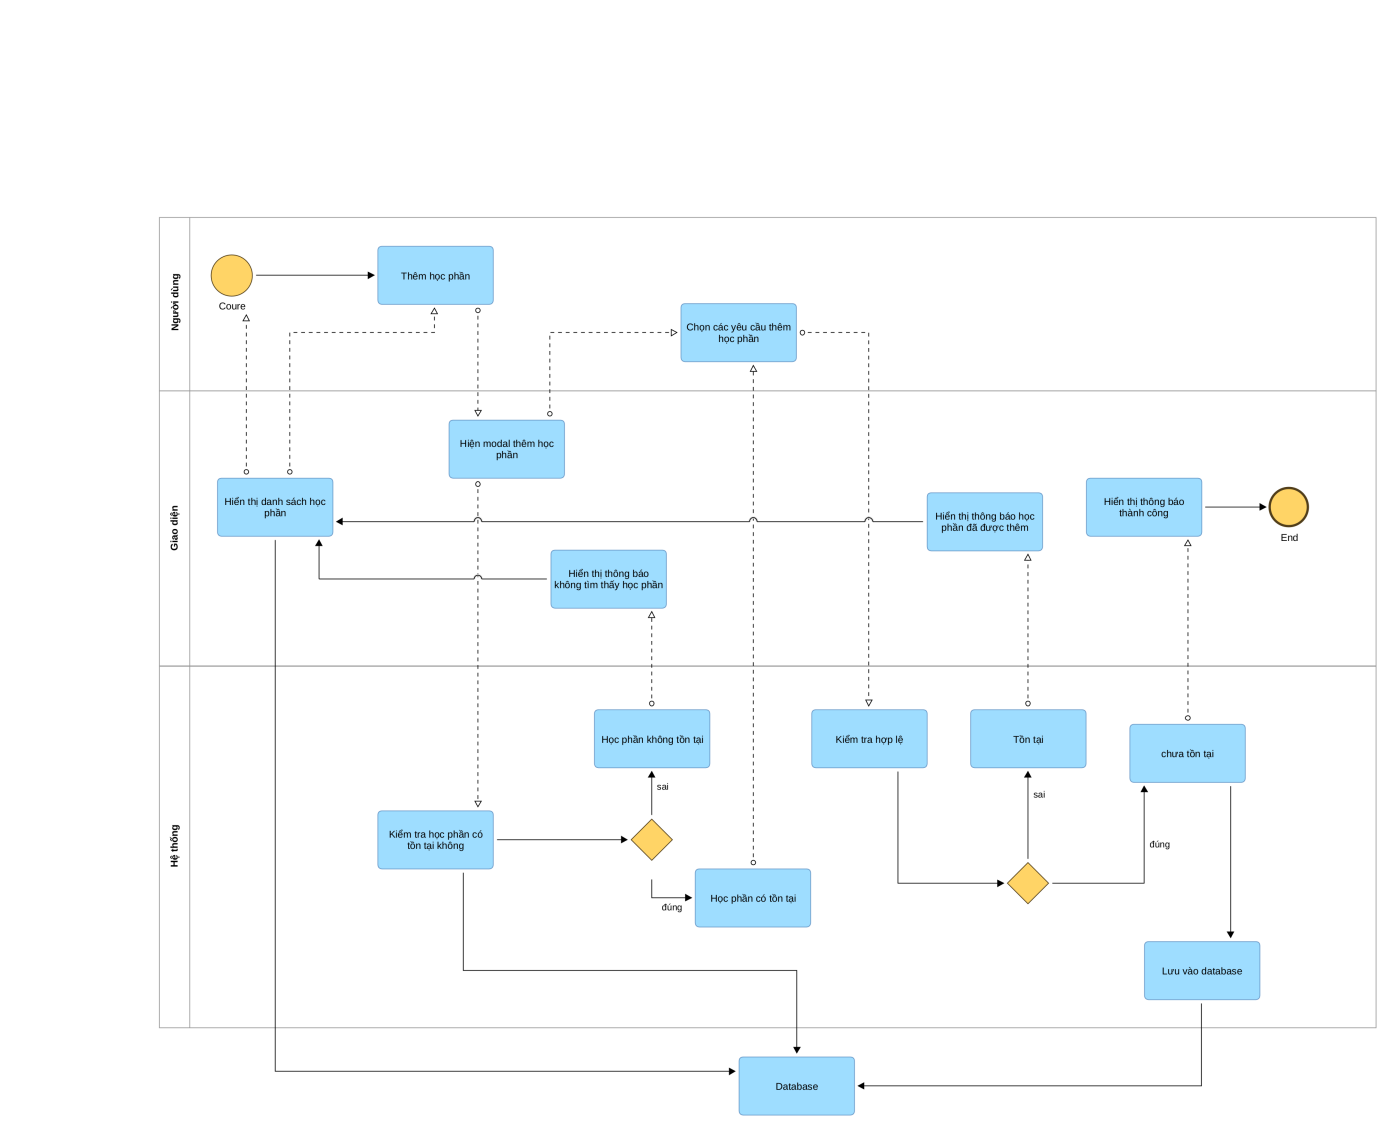 Người dùng
Coure
Thêm học phần
Chọn các yêu cầu thêm
học phần
Giao diện
Hiện modal thêm học
phần
Hiển thị danh sách học
phần
Hiển thị thông báo
không tìm thấy học phần
Hiển thị thông báo học
phần đã được thêm
Hiển thị thông báo
thành công
End
Hệ thống
Học phần không tồn tại
Kiểm tra hợp lệ
Tồn tại
chưa tồn tại
sai
sai
Kiểm tra học phần có
tồn tại không
đúng
Học phần có tồn tại
đúng
Lưu vào database
Database